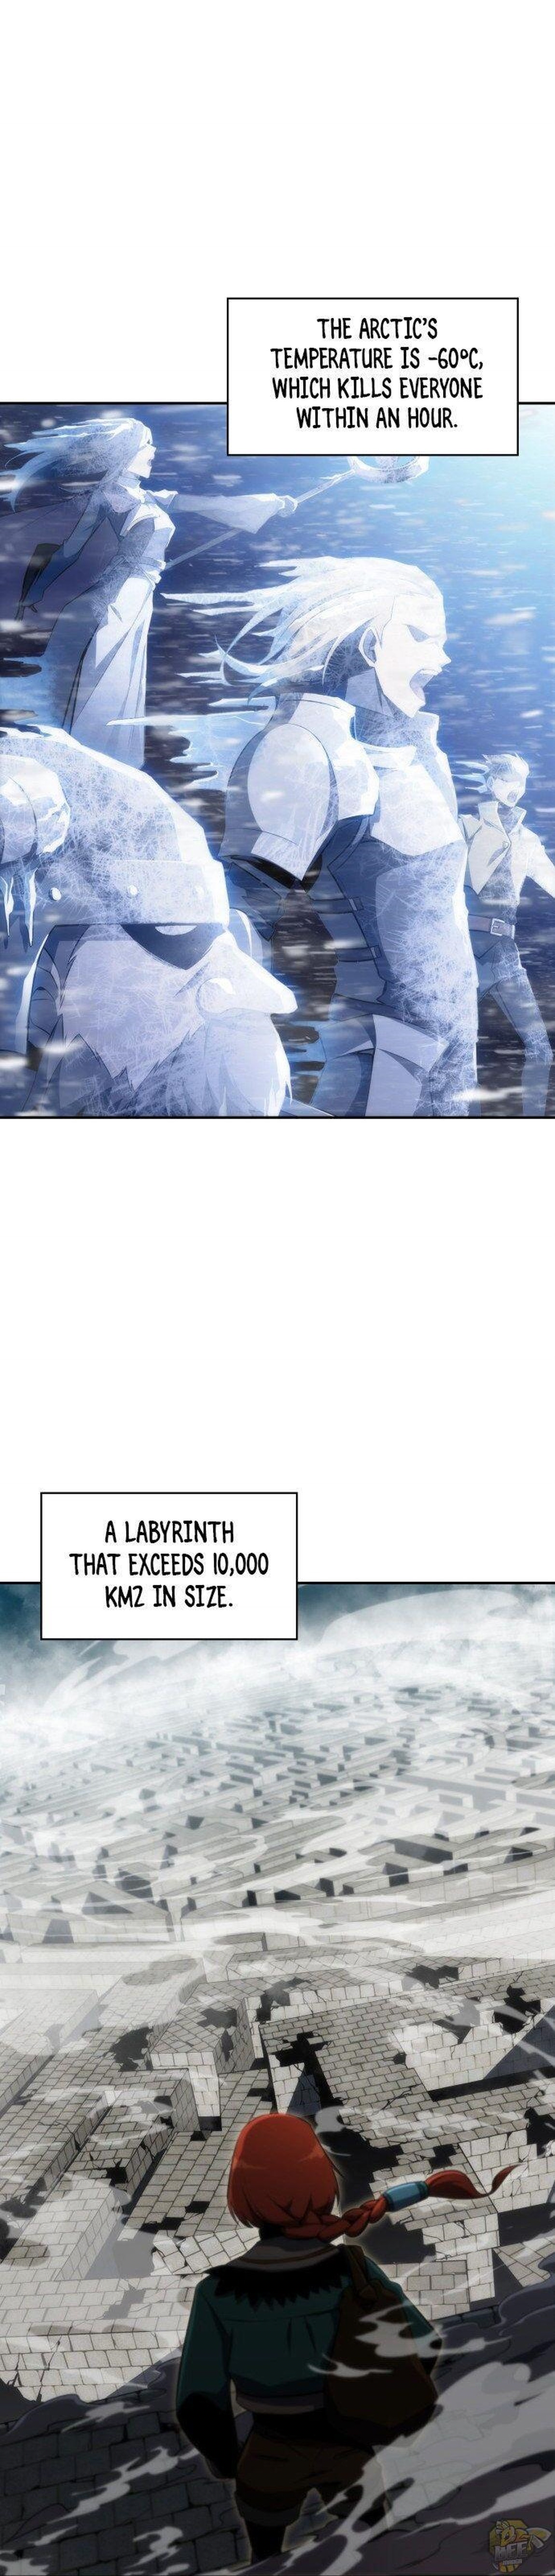 THE ARCTIC'S
TEMPERATURE IS -60°C,
WHICH KILLS EVERYONE
WITHIN AN HOUR.
A LABYRINTH
THAT EXCEEDS 10,000
KM2 IN SIZE.